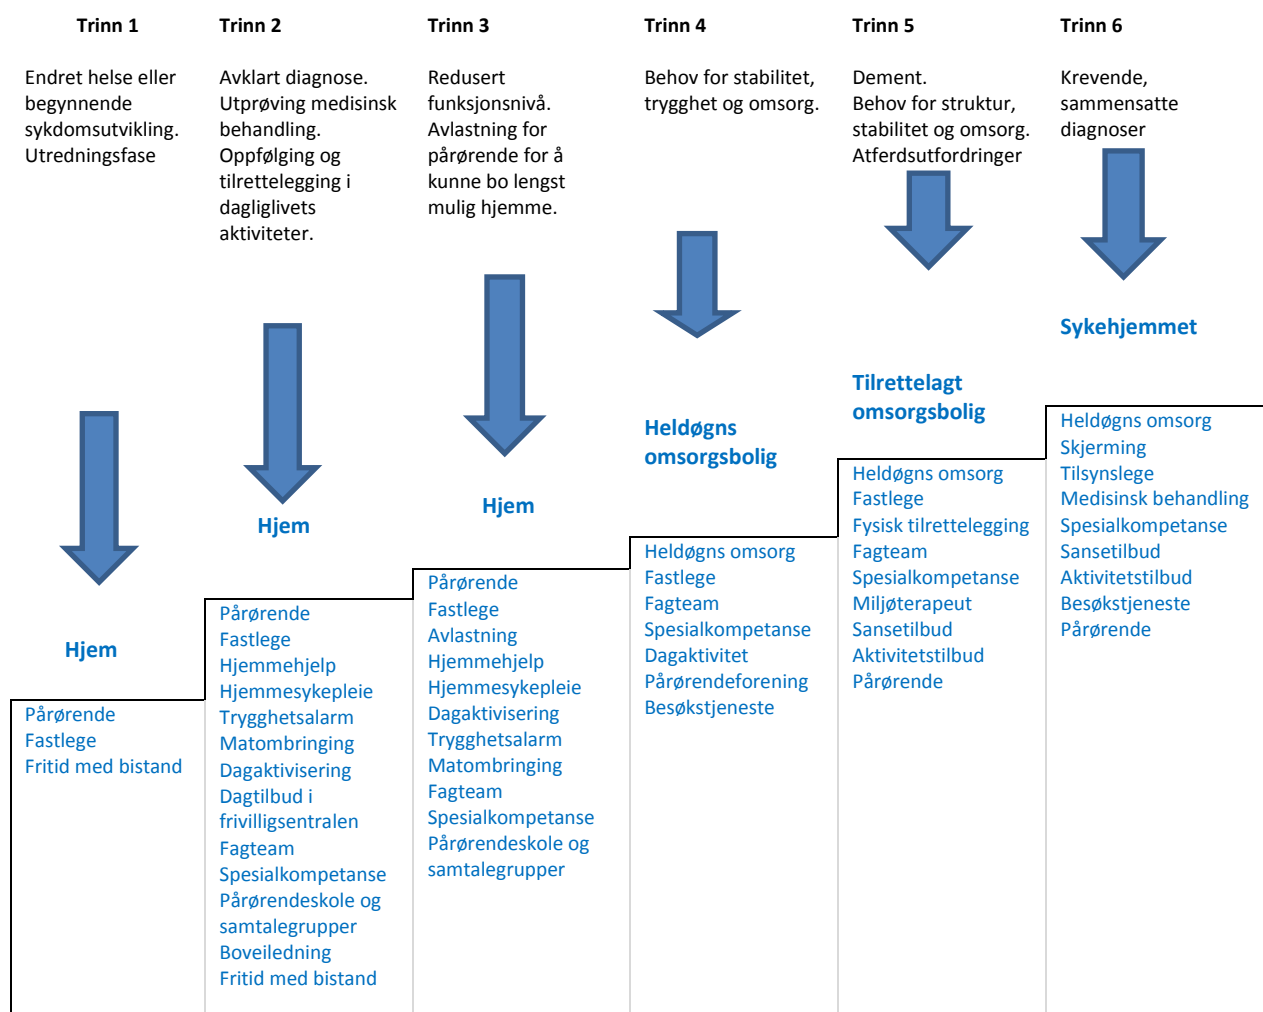 Trinn 1
Endret helse eller
begynnende
sykdomsutvikling.
Utredningsfase
Hjem
Pårørende
Fastlege
Fritid med bistand
Trinn 2
Avklart diagnose.
Utprøving medisinsk
behandling.
Oppfølging og
tilrettelegging i
dagliglivets
aktiviteter.
Hjem
Pårørende
Fastlege
Hjemmehjelp
Hjemmesykepleie
Trygghetsalarm
Matombringing
Dagaktivisering
Dagtilbud i
frivilligsentralen
Fagteam
Spesialkompetanse
Pårørendeskole og
samtalegrupper
Boveiledning
Fritid med bistand
Trinn 3
Redusert
funksjonsnivå.
Avlastning for
pårørende for å
kunne bo lengst
mulig hjemme.
Hjem
Pårørende
Fastlege
Avlastning
Hjemmehjelp
Hjemmesykepleie
Dagaktivisering
Trygghetsalarm
Matombringing
Fagteam
Spesialkompetanse
Pårørendeskole og
samtalegrupper
Trinn 4
Behov for stabilitet,
trygghet og omsorg.
Heldøgns
omsorgsbolig
Heldøgns omsorg
Fastlege
Fagteam
Spesialkompetanse
Dagaktivitet
Pårørendeforening
Besøkstjeneste
Trinn 5
Dement.
Behov for struktur,
stabilitet og omsorg.
Atferdsutfordringer
Tilrettelagt
omsorgsbolig
Heldøgns omsorg
Fastlege
Fysisk tilrettelegging
Fagteam
Spesialkompetanse
Miljøterapeut
Sansetilbud
Aktivitetstilbud
Pårørende
Trinn 6
Krevende,
sammensatte
diagnoser
Sykehjemmet
Heldøgns omsorg
Skjerming
Tilsynslege
Medisinsk behandling
Spesialkompetanse
Sansetilbud
Aktivitetstilbud
Besøkstjeneste
Pårørende